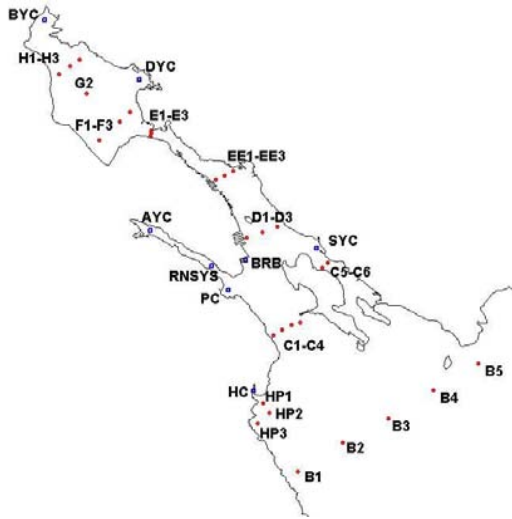 BYC
H1-H3
DYC
G2
F1-F3
E1-E3
EE1-EE3
AYC
D1-D3
SYC
RNSYS
BRB
C5-C6
PC
C1-C4
B5
HC
HP1
B4
HP2
B3
HP3
B2
B1